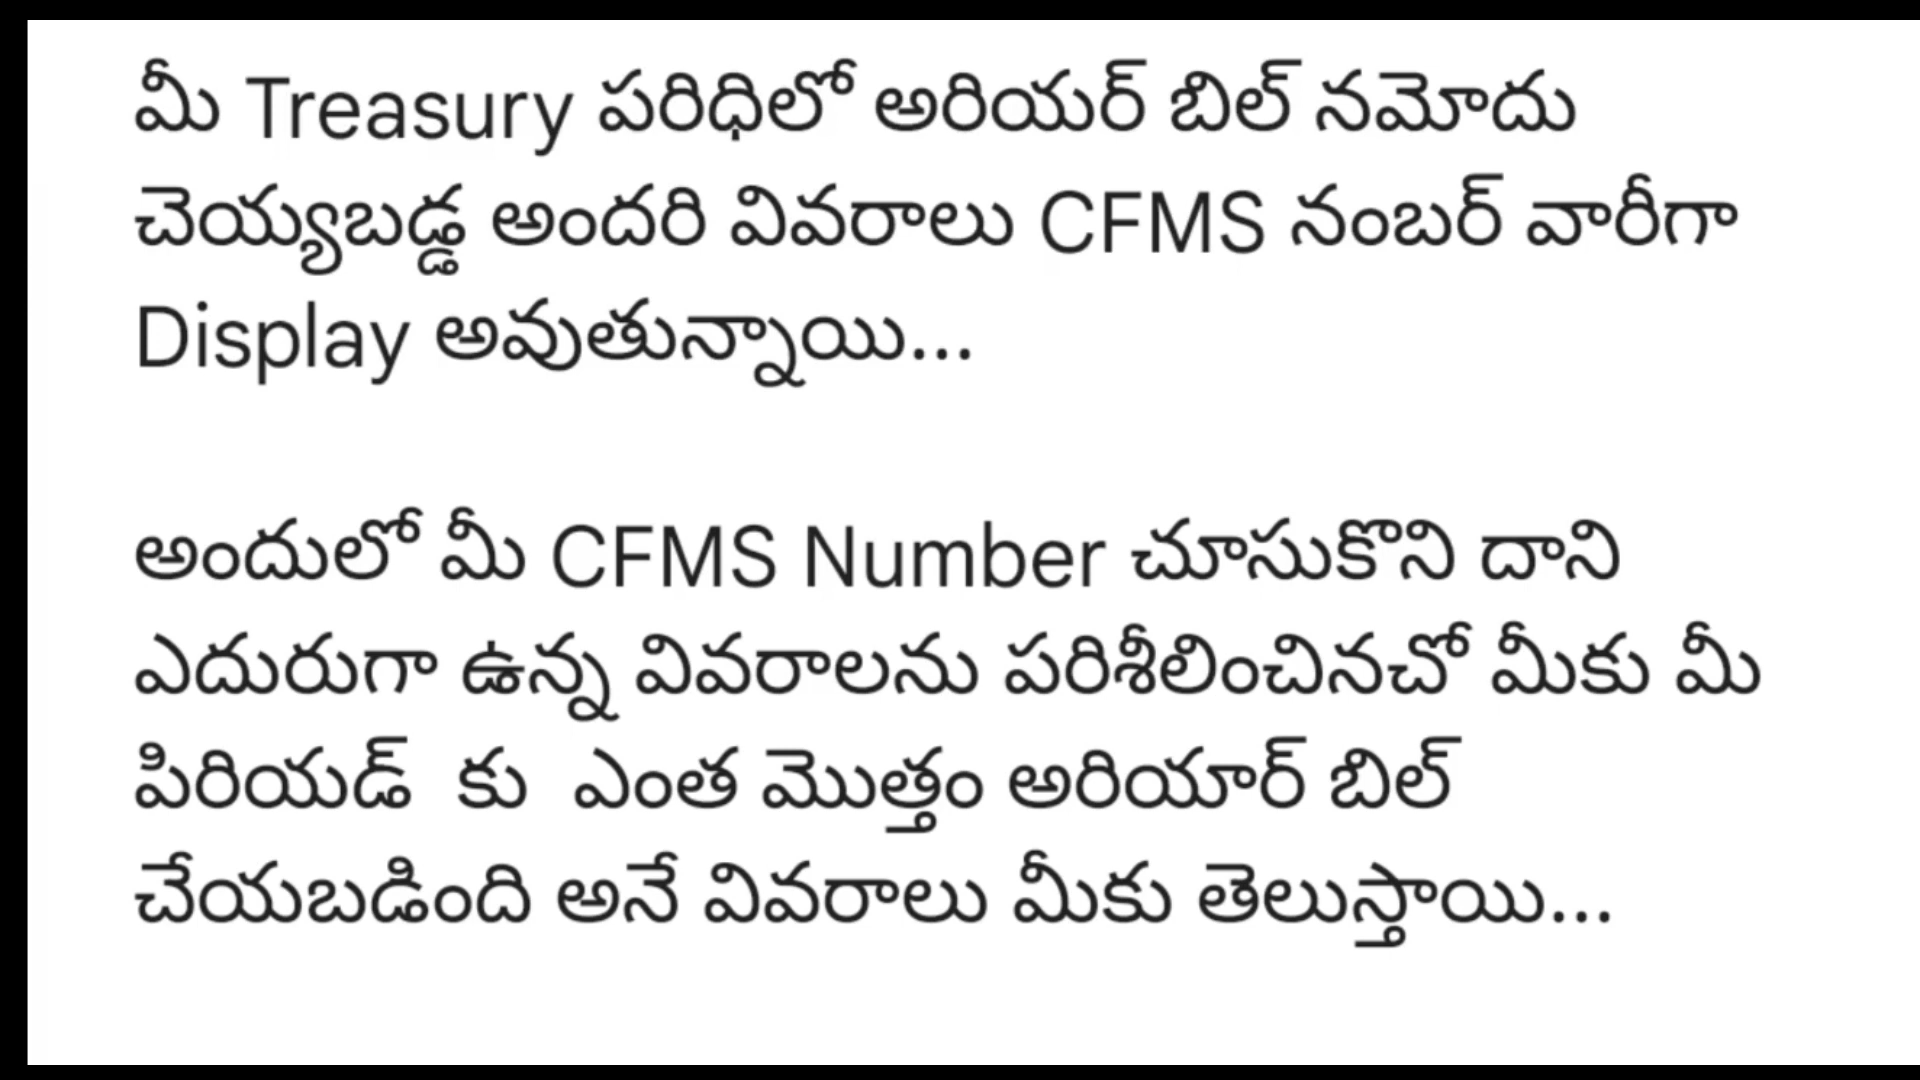 మీ Treasury పరిధిలో అరియర్ బిల్ నమోదు
చెయ్యబడ్డ అందరి వివరాలు CFMS నంబర్ వారీగా
Display అవుతున్నాయి...
అందులో మీ CFMS Number చూసుకొని దాని
ఎదురుగా ఉన్న వివరాలను పరిశీలించినచో మీకు మీ
పిరియడ్ కు ఎంత మొత్తం అరియార్ బిల్
చేయబడింది అనే వివరాలు మీకు తెలుస్తాయి...